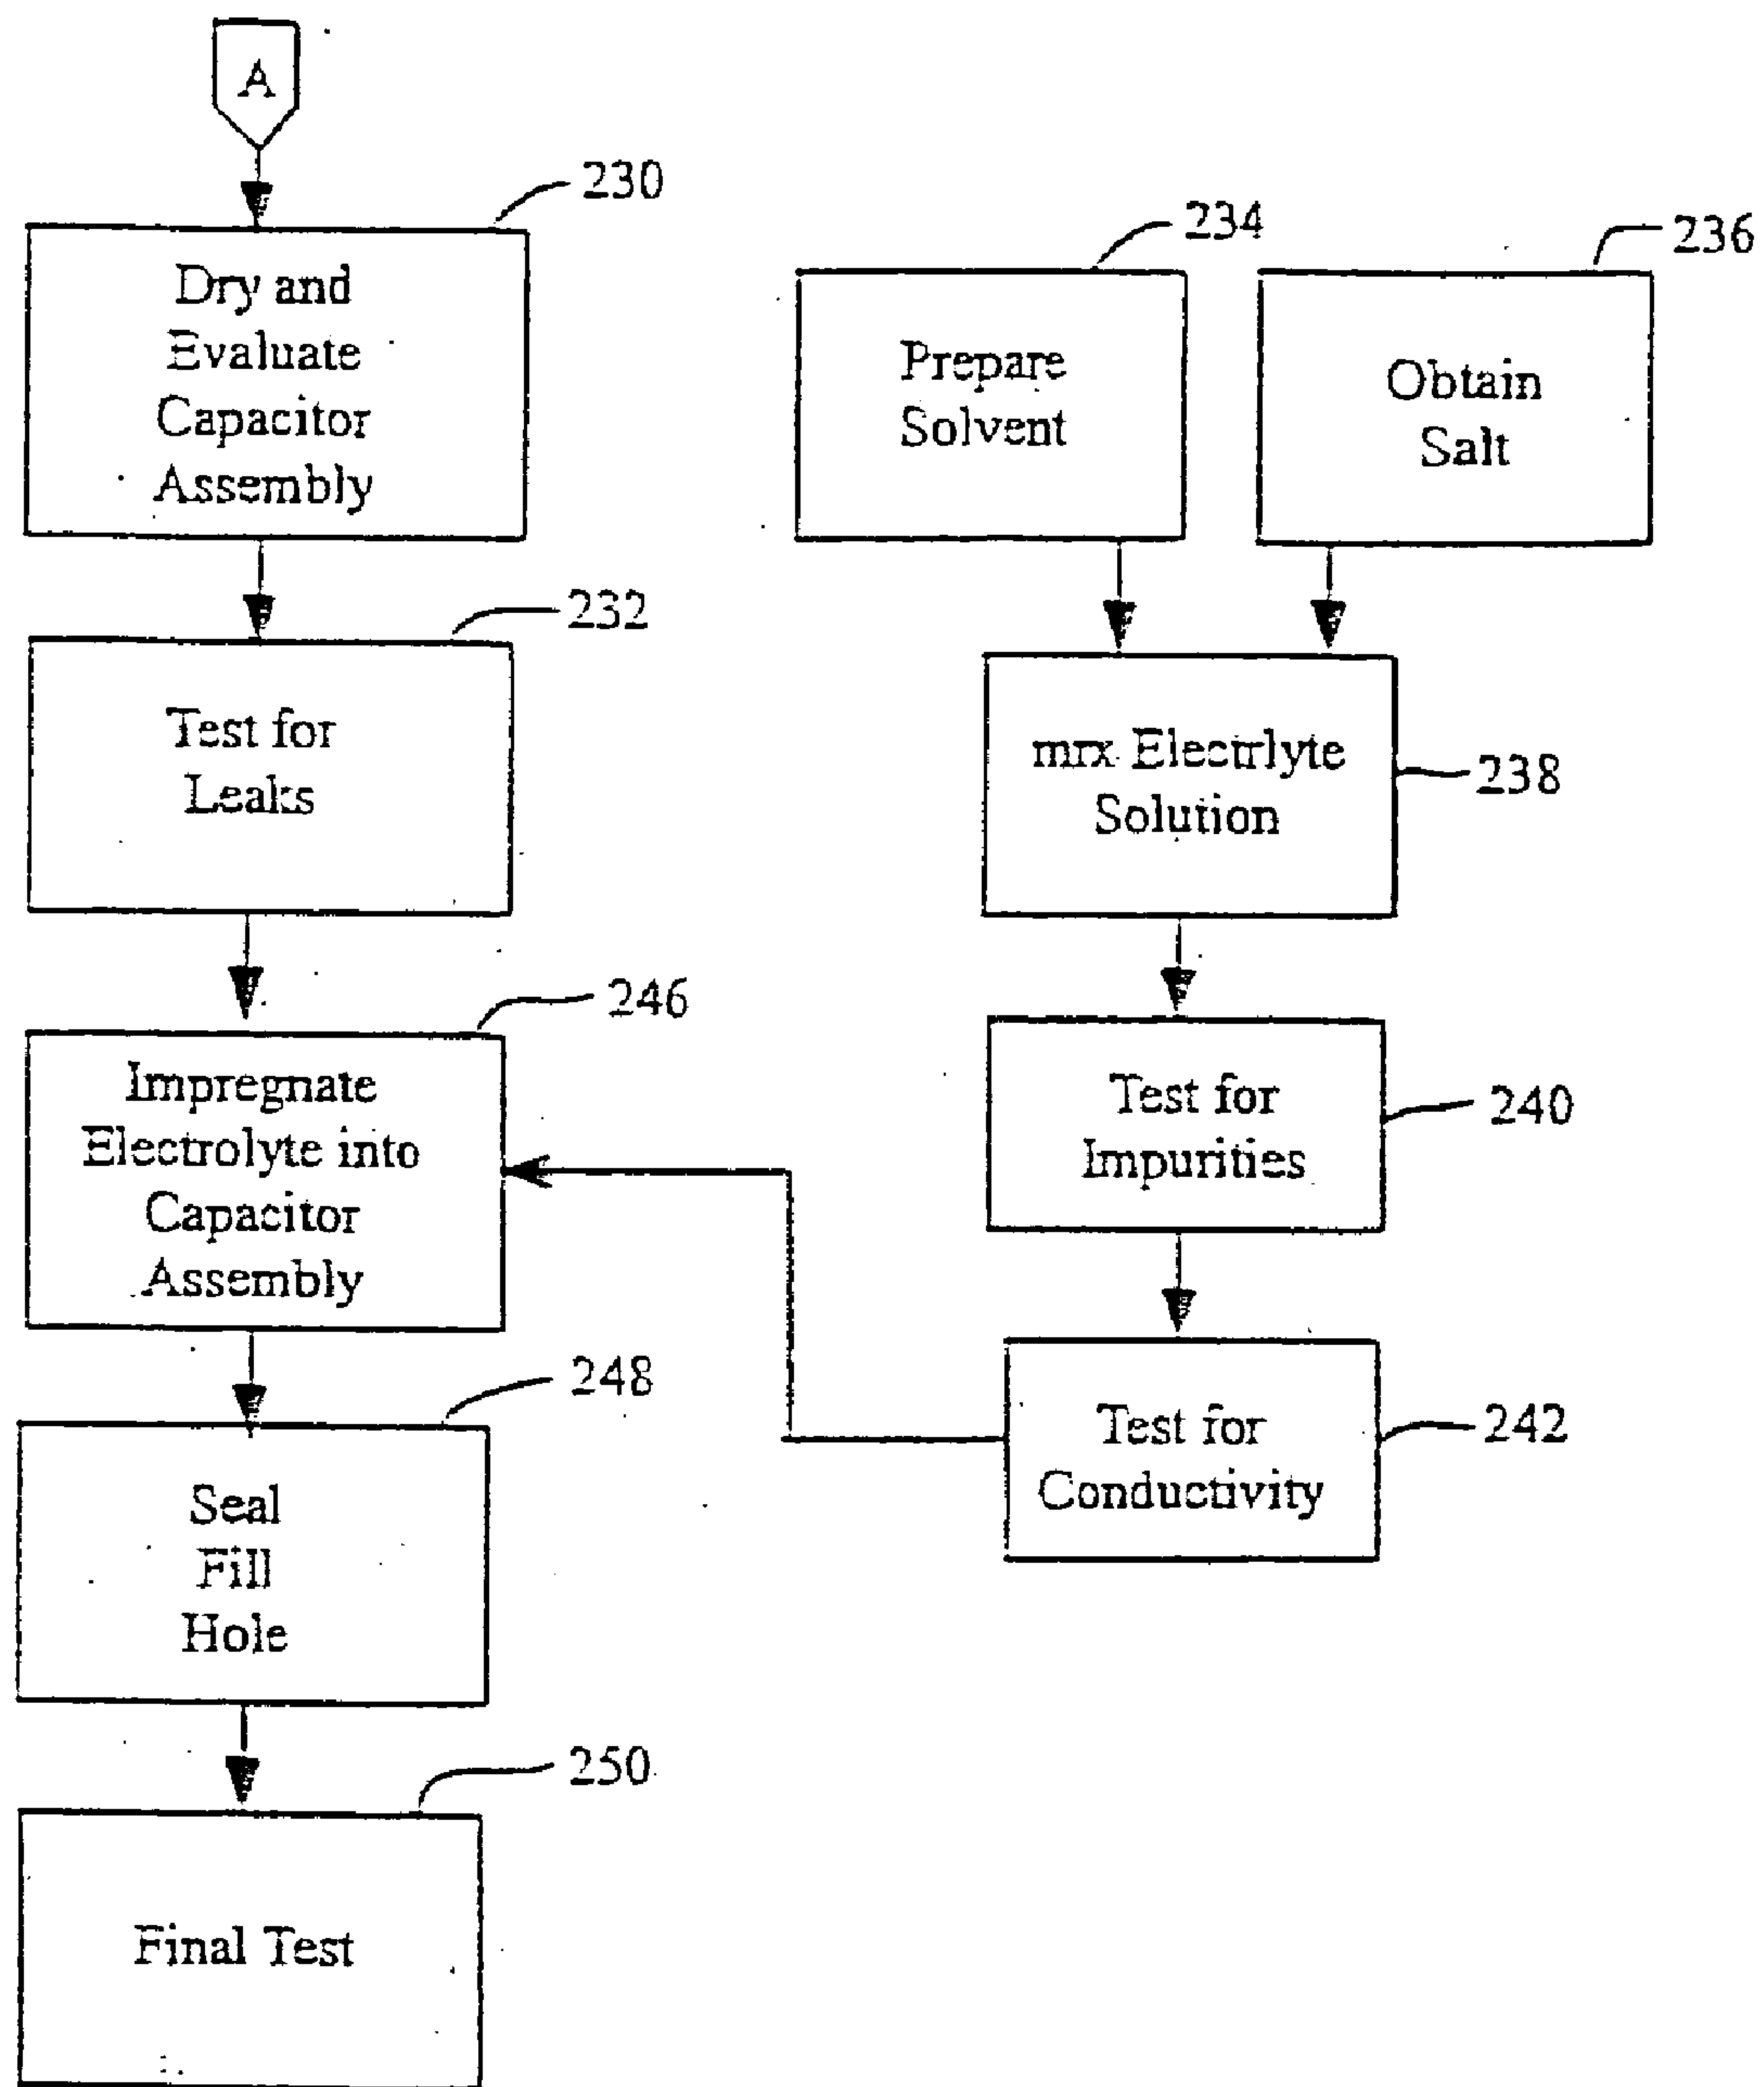 A
230
Dry and
Evaluate
Capacitor
Assembly
232
Test for
Leaks
246
Impregnate
Electrolyte into
Capacitor
Assembly
248
Seal
Fill
Hole
250
Final Test
234
Prepare
Solvent
236
Obtain
Salt
mrx Electrlyte
Solution
238
Test for
Impurities
240
Test for
Conductivity
242